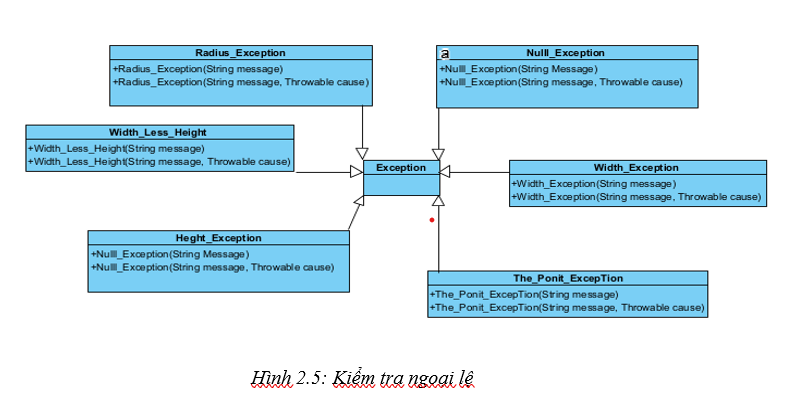 Radius_Exception
+Radius_Exception(String message)
+Radius_Exception(String message, Throwable cause)
a
Nulll_Exception
+Nulll_Exception(String Message)
+Nulll_Exception(String message, Throwable cause)
Width_Less_Height
+Width_Less_Height(String message)
+Width_Less_Height(String message, Throwable cause)
Exception
Width_Exception
+Width_Exception(String message)
+Width_Exception(String message, Throwable cause)
Heght_Exception
+Nulll_Exception(String Message)
+Nulll_Exception(String message, Throwable cause)
The_Ponit_ExcepTion
+The_Ponit_ExcepTion(String message)
+The_Ponit_ExcepTion(String message, Throwable cause)
Hình 2.5: Kiểm tra ngoại lệ